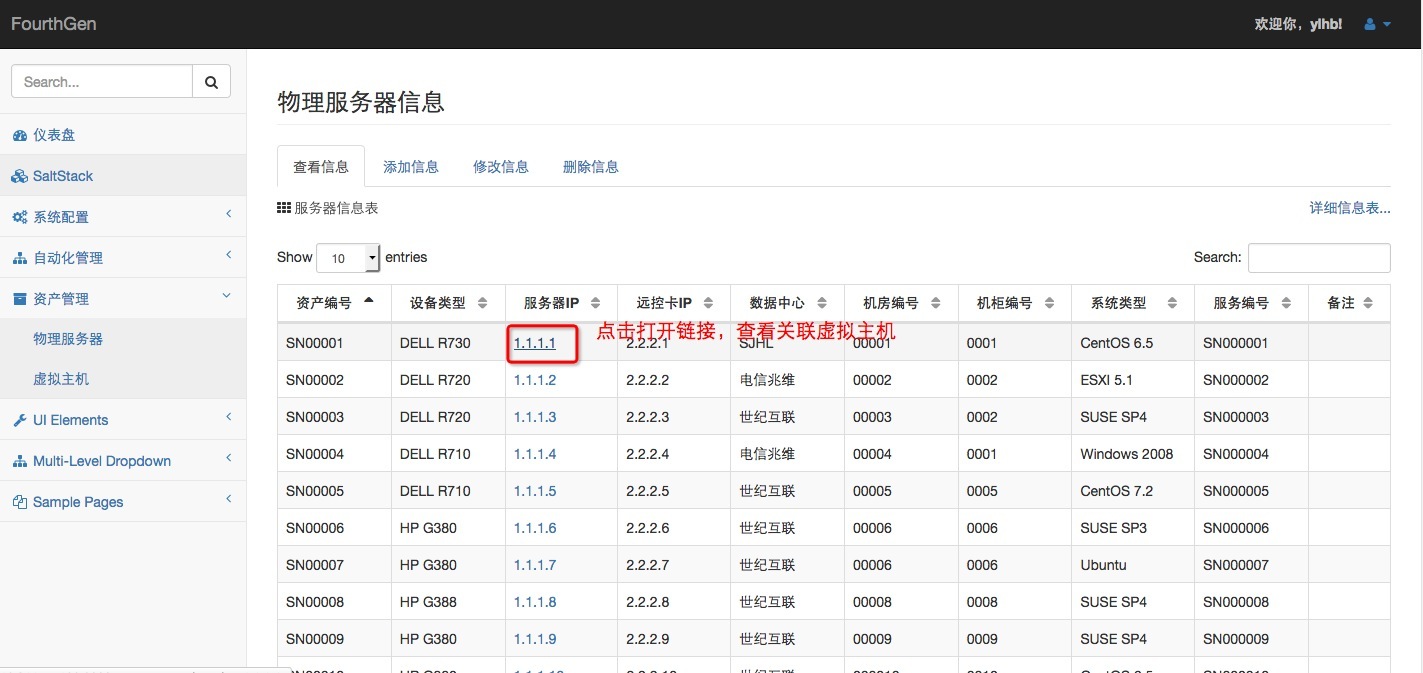 FourthGen
欢迎你，ylhb!
Search...
仪表盘
SaltStack
系统配置
自动化管理
资产管理
物理服务器
虚拟主机
UI Elements
Multi-Level Dropdown
Sample Pages
物理服务器信息
查看信息 添加信息 修改信息 删除信息
服务器信息表 详细信息表...
Show 10 entries Search:
资产编号 设备类型 服务器IP 远控卡IP 数据中心 机房编号 机柜编号 系统类型 服务编号 备注
点击打开链接，查看关联虚拟主机
SN00001 DELL R730 1.1.1.1 2.2.2.1 SJHL 00001 0001 CentOS 6.5 SN000001
SN00002 DELL R720 1.1.1.2 2.2.2.2 电信兆维 00002 0002 ESXI 5.1 SN000002
SN00003 DELL R720 1.1.1.3 2.2.2.3 世纪互联 00003 0002 SUSE SP4 SN000003
SN00004 DELL R710 1.1.1.4 2.2.2.4 电信兆维 00004 0001 Windows 2008 SN000004
SN00005 DELL R710 1.1.1.5 2.2.2.5 世纪互联 00005 0005 CentOS 7.2 SN000005
SN00006 HP G380 1.1.1.6 2.2.2.6 世纪互联 00006 0006 SUSE SP3 SN000006
SN00007 HP G380 1.1.1.7 2.2.2.7 世纪互联 00006 0006 Ubuntu SN000007
SN00008 HP G388 1.1.1.8 2.2.2.8 世纪互联 00008 0008 SUSE SP4 SN000008
SN00009 HP G380 1.1.1.9 2.2.2.9 世纪互联 00009 0009 SUSE SP4 SN000009